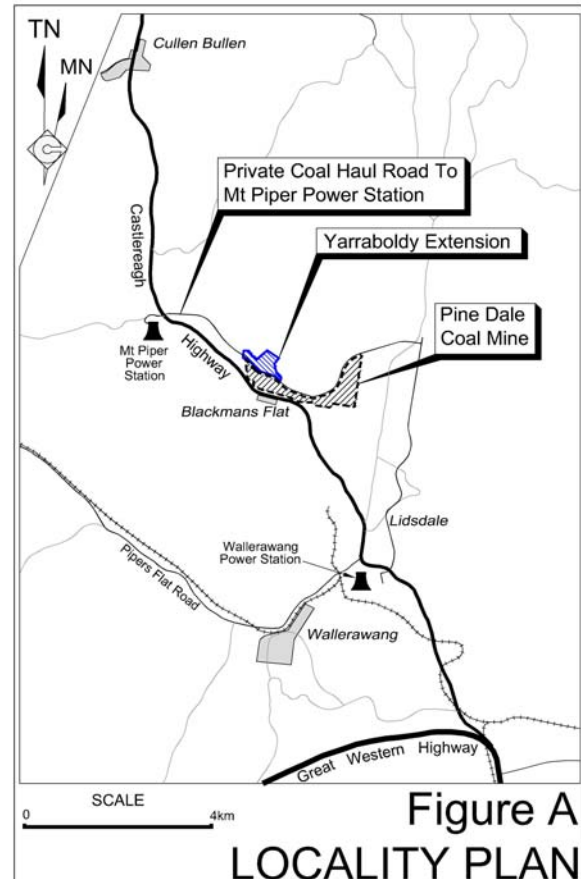 TN
MN
Cullen Bullen
Private Coal Haul Road To
Mt Piper Power Station
Yarraboldy Extension
Pine Dale
Coal Mine
Castlereagh
Highway
Mt Piper
Power
Station
Blackmans Flat
Lidsdale
Wallerawang
Power Station
Pipers Flat Road
Wallerawang
Great Western Highway
SCALE
0 4km
Figure A
LOCALITY PLAN